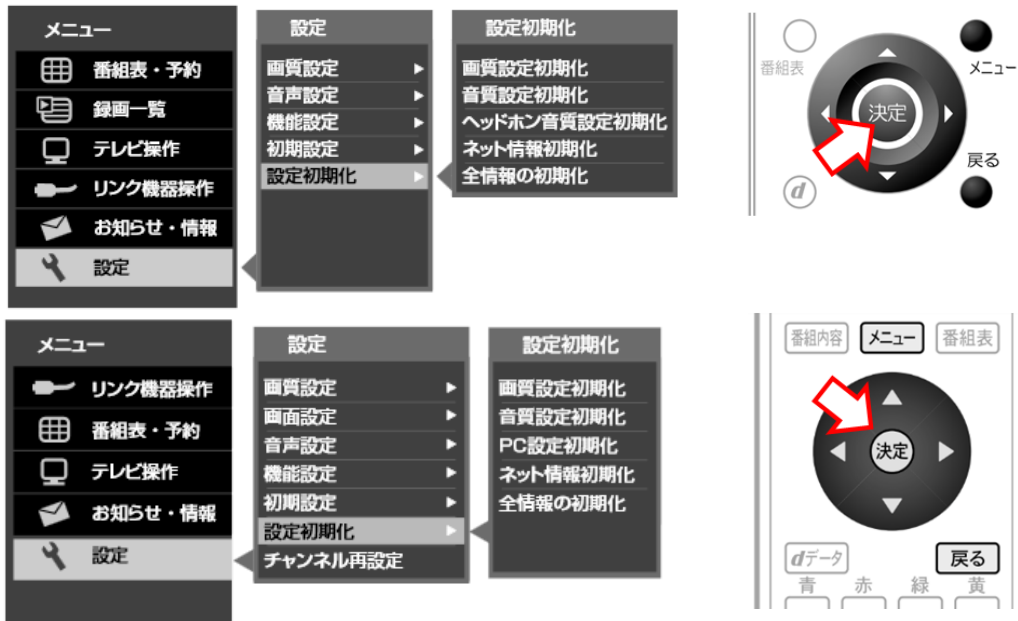 メニュー
番組表・予約
録画一覧
テレビ操作
リンク機器操作
お知らせ・情報
設定
設定
画質設定
音声設定
機能設定
初期設定
設定初期化
設定初期化
画質設定初期化
音質設定初期化
ヘッドホン音質設定初期化
ネット情報初期化
全情報の初期化
番組表
メニュー
決定
戻る
d
メニュー
リンク機器操作
番組表・予約
テレビ操作
お知らせ・情報
設定
設定
画質設定
画面設定
音声設定
機能設定
初期設定
設定初期化
チャンネル再設定
設定初期化
画質設定初期化
音質設定初期化
PC設定初期化
ネット情報初期化
全情報の初期化
番組内容 メニュー 番組表
決定
dデータ 戻る
青 赤 緑 黄